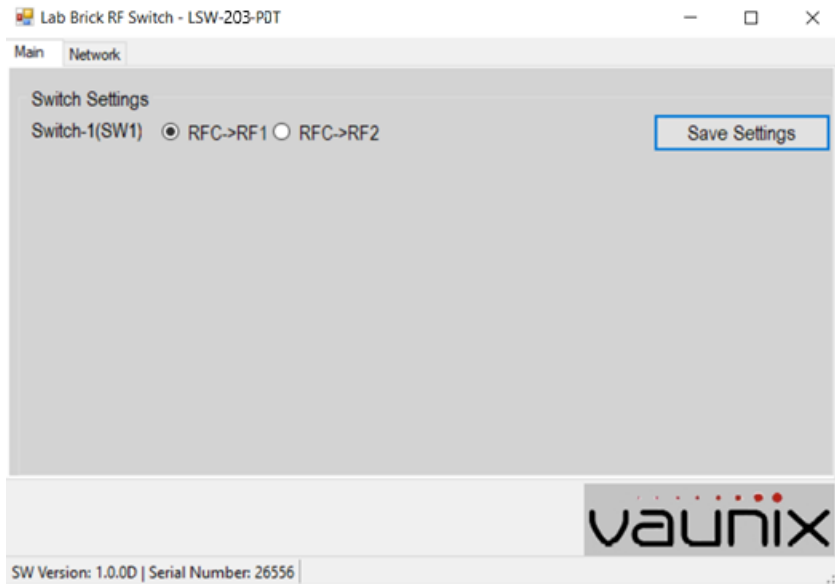 Lab Brick RF Switch - LSW-203-PDT
Main Network
Switch Settings
Switch-1(SW1) RFC->RF1 RFC->RF2
Save Settings
vaunix
SW Version: 1.0.0D | Serial Number: 26556